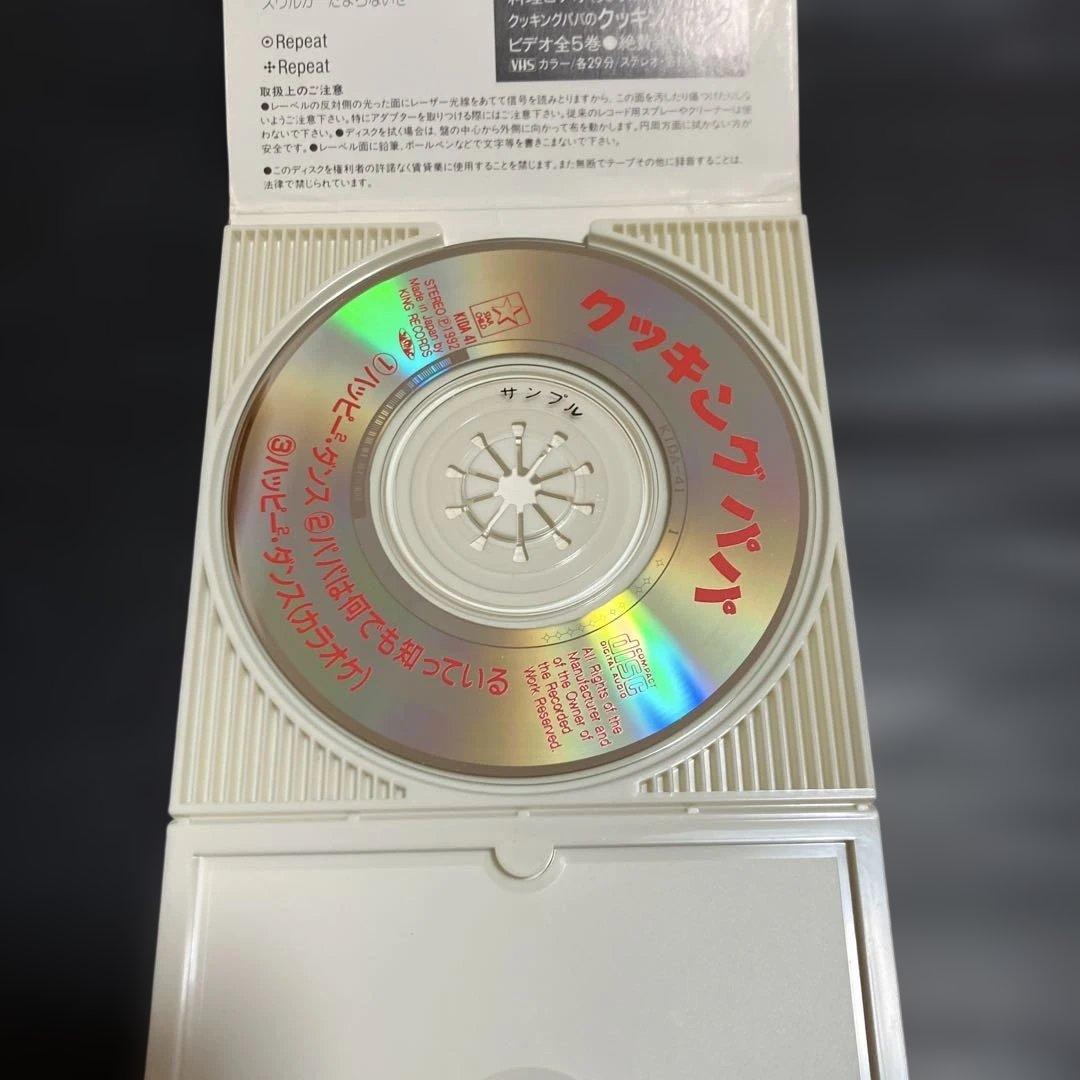 ⊙Repeat
✣Repeat
クッキングパパの
ビデオ全5巻●絶賛
VHS カラー/各29分/ステレオ
取扱上のご注意
●レーベルの反対側の光った面にレーザー光線をあてて信号を読みとりますから、この面を汚したり傷つけたりしな
いようご注意下さい。特にアダプターを取りつける際にはご注意下さい。従来のレコード用スプレーやクリーナーは使
わないで下さい。●ディスクを拭く場合は、盤の中心から外側に向かって布を動かします。円周方面に拭かない方が
安全です。●レーベル面に鉛筆、ボールペンなどで文字等を書きこまないで下さい。
●このディスクを権利者の許諾なく賃貸業に使用することを禁じます。また無断でテープその他に録音することは、
法律で禁じられています。
クッキングパパ
STAR CHILD
KIDA 41
STEREO Ⓟ1992
Made in Japan by
KING RECORDS
サンプル
KIDA-41 1
①ハッピー²・ダンス ②パパは何でも知っている
③ハッピー²・ダンス(カラオケ)
COMPACT
disc
DIGITAL AUDIO
All Rights of the
Manufacturer and
of the Owner of
the Recorded
Work Reserved.